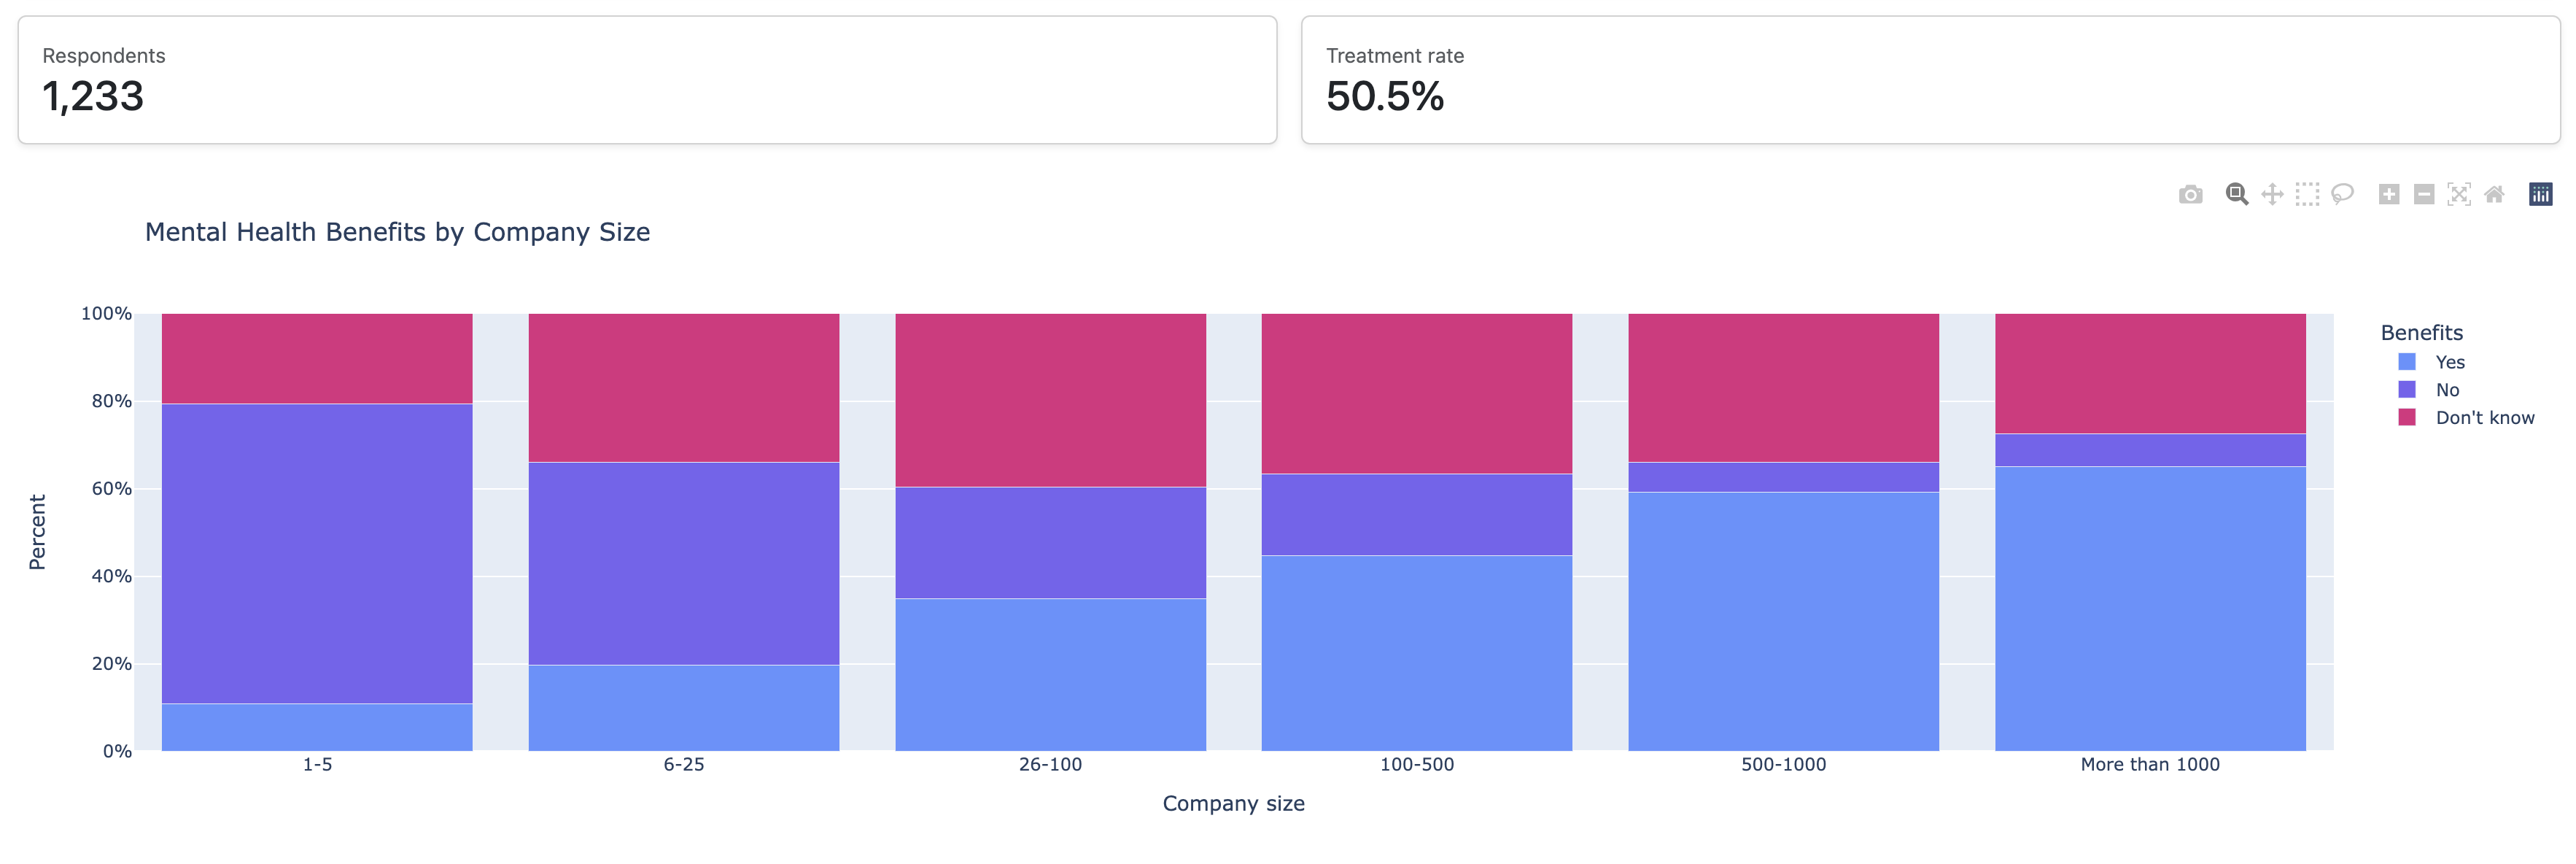 Respondents
1,233
Treatment rate
50.5%
Mental Health Benefits by Company Size
100%
80%
60%
40%
20%
0%
Percent
1-5
6-25
26-100
100-500
500-1000
More than 1000
Company size
Benefits
Yes
No
Don't know